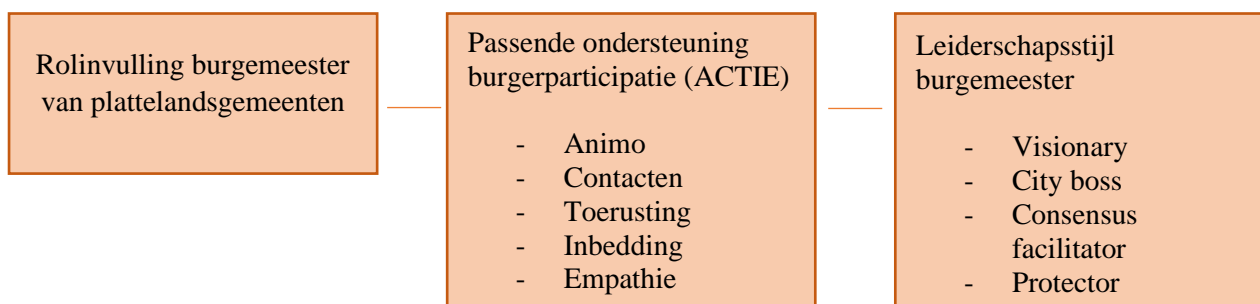 Rolinvulling burgemeester
van plattelandsgemeenten
Passende ondersteuning
burgerparticipatie (ACTIE)
- Animo
- Contacten
- Toerusting
- Inbedding
- Empathie
Leiderschapsstijl
burgemeester
- Visionary
- City boss
- Consensus
facilitator
- Protector